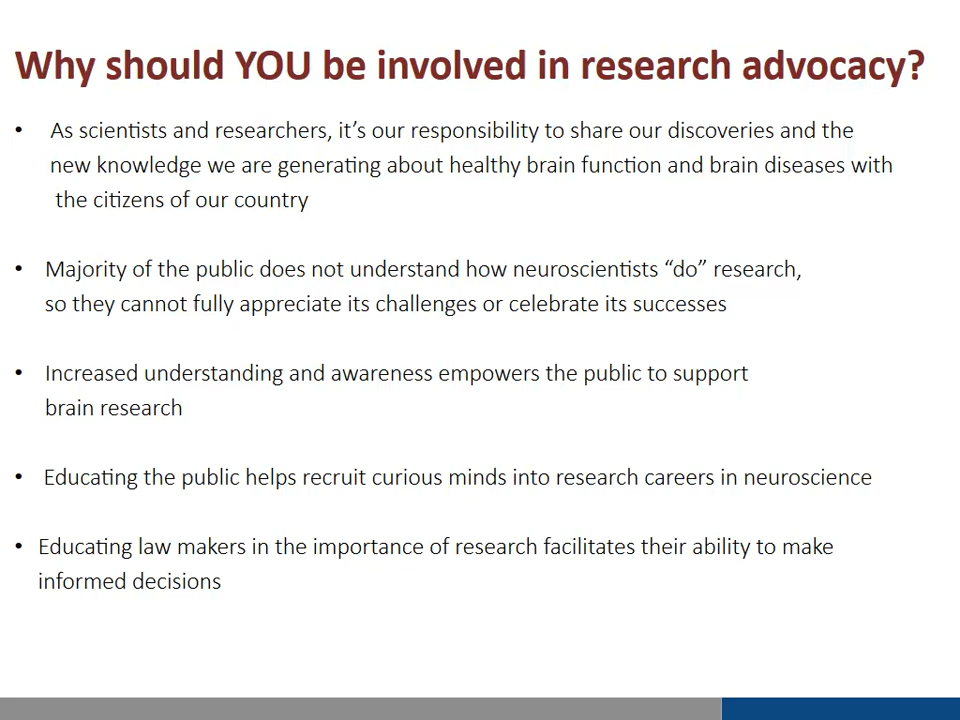 Why should YOU be involved in research advocacy?
• As scientists and researchers, it’s our responsibility to share our discoveries and the
new knowledge we are generating about healthy brain function and brain diseases with
the citizens of our country
• Majority of the public does not understand how neuroscientists “do” research,
so they cannot fully appreciate its challenges or celebrate its successes
• Increased understanding and awareness empowers the public to support
brain research
• Educating the public helps recruit curious minds into research careers in neuroscience
• Educating law makers in the importance of research facilitates their ability to make
informed decisions